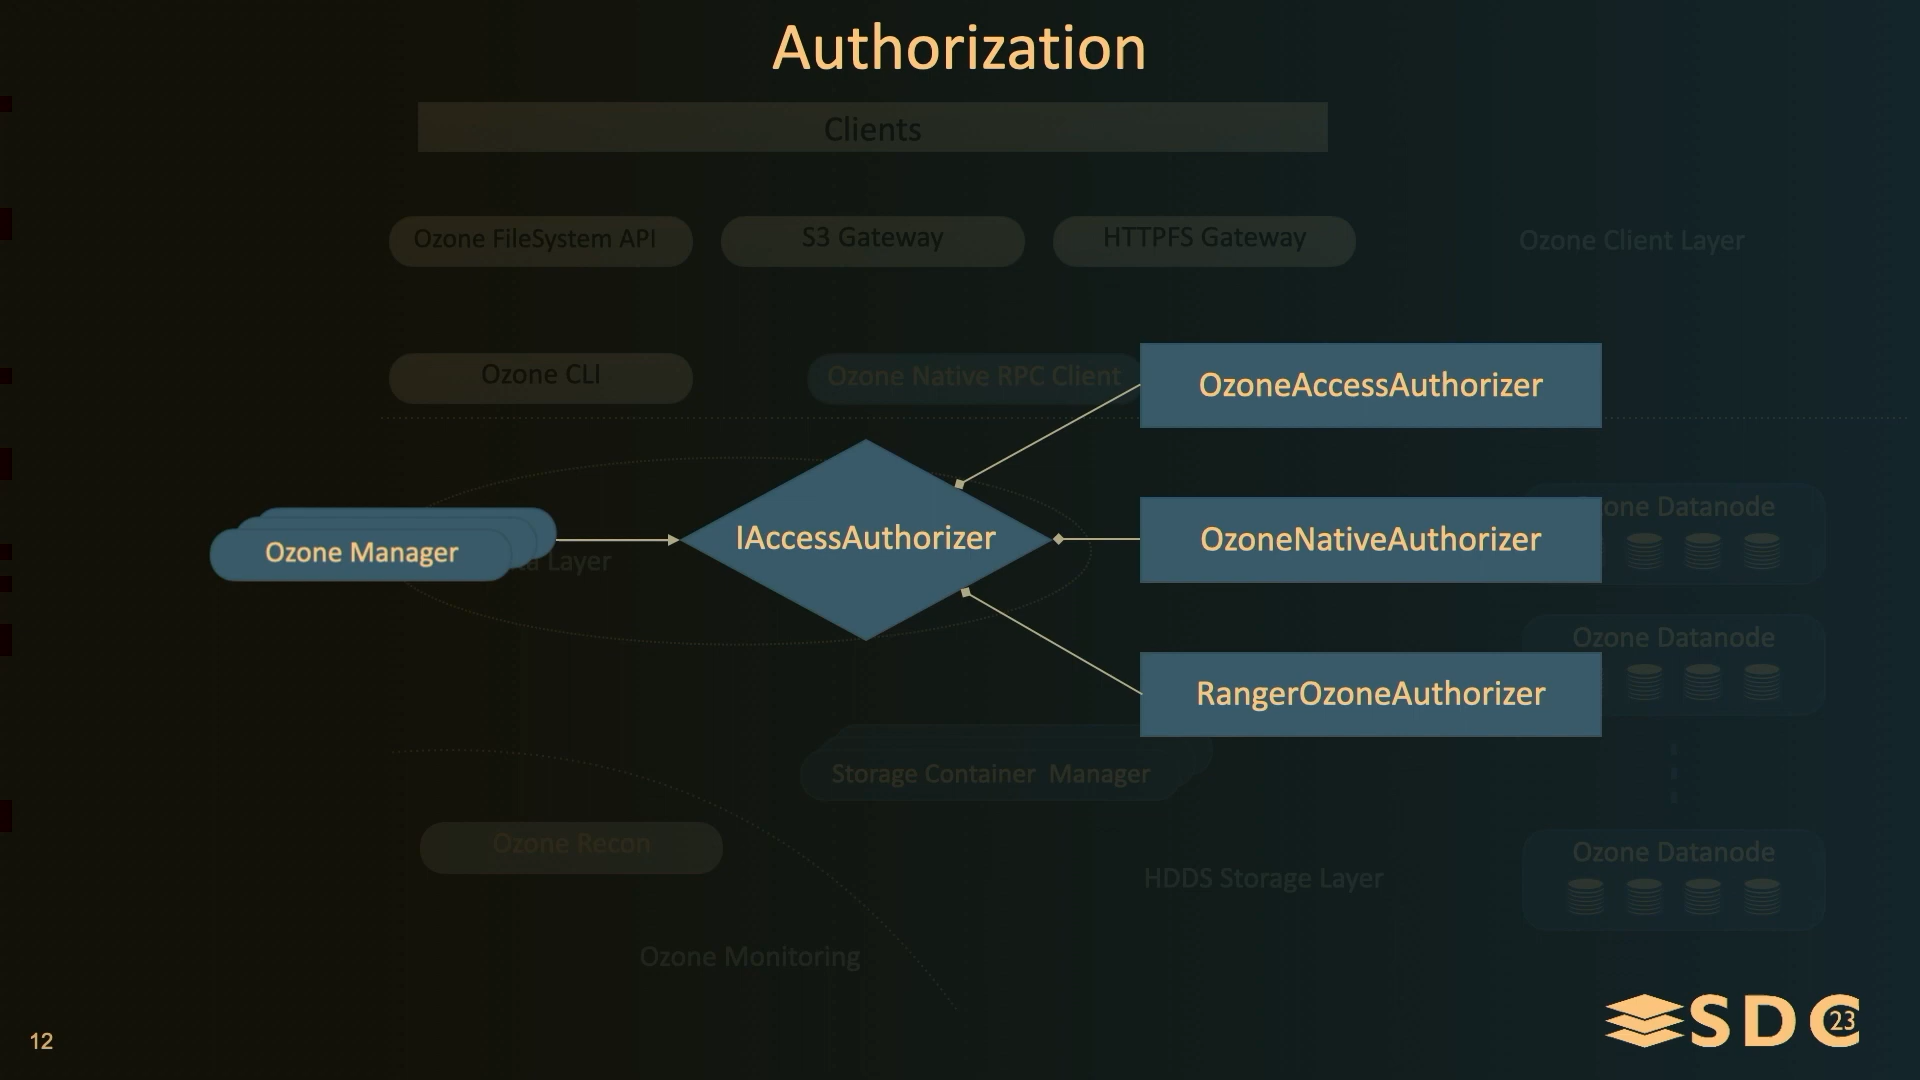 Authorization
Clients
Ozone FileSystem API
S3 Gateway
HTTPFS Gateway
Ozone Client Layer
Ozone CLI
Ozone Native RPC Client
OzoneAccessAuthorizer
Ozone Manager
Layer
IAccessAuthorizer
OzoneNativeAuthorizer
Datanode
Ozone Datanode
RangerOzoneAuthorizer
Storage Container Manager
Ozone Recon
HDDS Storage Layer
Ozone Datanode
Ozone Monitoring
12
SDC 23